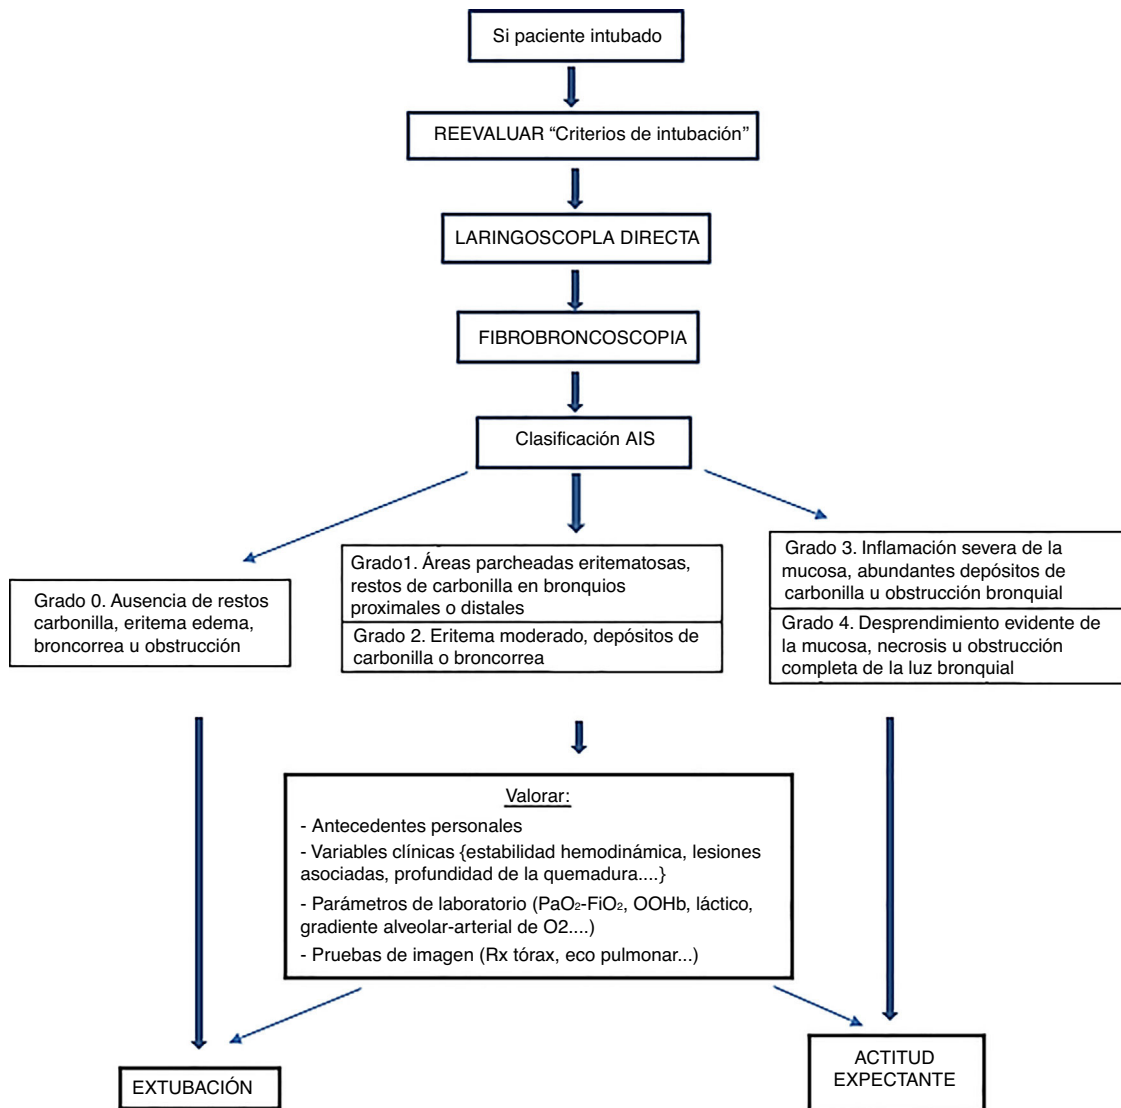 Si paciente intubado
REEVALUAR “Criterios de intubación”
LARINGOSCOPLA DIRECTA
FIBROBRONCOSCOPIA
Clasificación AIS
Grado 0. Ausencia de restos
carbonilla, eritema edema,
broncorrea u obstrucción
Grado1. Áreas parcheadas eritematosas,
restos de carbonilla en bronquios
proximales o distales
Grado 2. Eritema moderado, depósitos de
carbonilla o broncorrea
Grado 3. Inflamación severa de la
mucosa, abundantes depósitos de
carbonilla u obstrucción bronquial
Grado 4. Desprendimiento evidente de
la mucosa, necrosis u obstrucción
completa de la luz bronquial
Valorar:
- Antecedentes personales
- Variables clínicas {estabilidad hemodinámica, lesiones
asociadas, profundidad de la quemadura....}
- Parámetros de laboratorio (PaO₂-FiO₂, OOHb, láctico,
gradiente alveolar-arterial de O2....)
- Pruebas de imagen (Rx tórax, eco pulmonar...)
EXTUBACIÓN
ACTITUD
EXPECTANTE